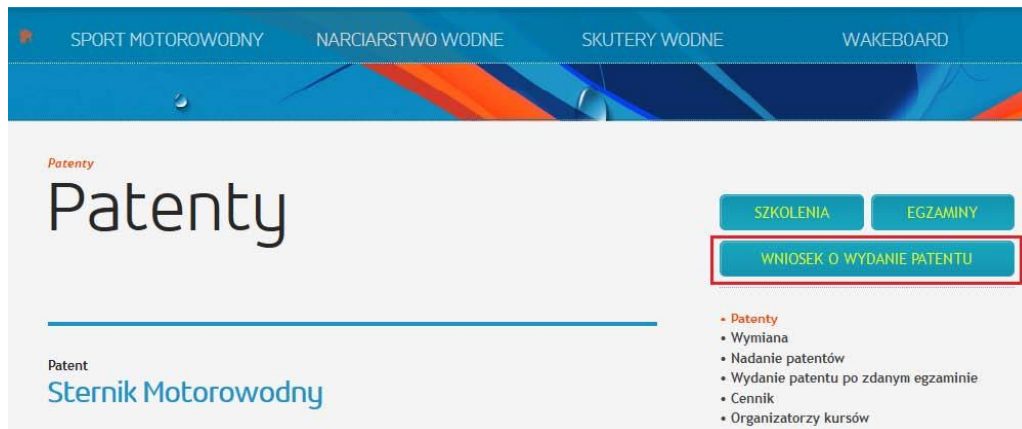 SPORT MOTOROWODNY NARCIARSTWO WODNE SKUTERY WODNE WAKEBOARD
Patenty
Patenty
SZKOLENIA EGZAMINY
WNIOSEK O WYDANIE PATENTU
• Patenty
• Wymiana
• Nadanie patentów
• Wydanie patentu po zdanym egzaminie
• Cennik
• Organizatorzy kursów
Patent
Sternik Motorowodny